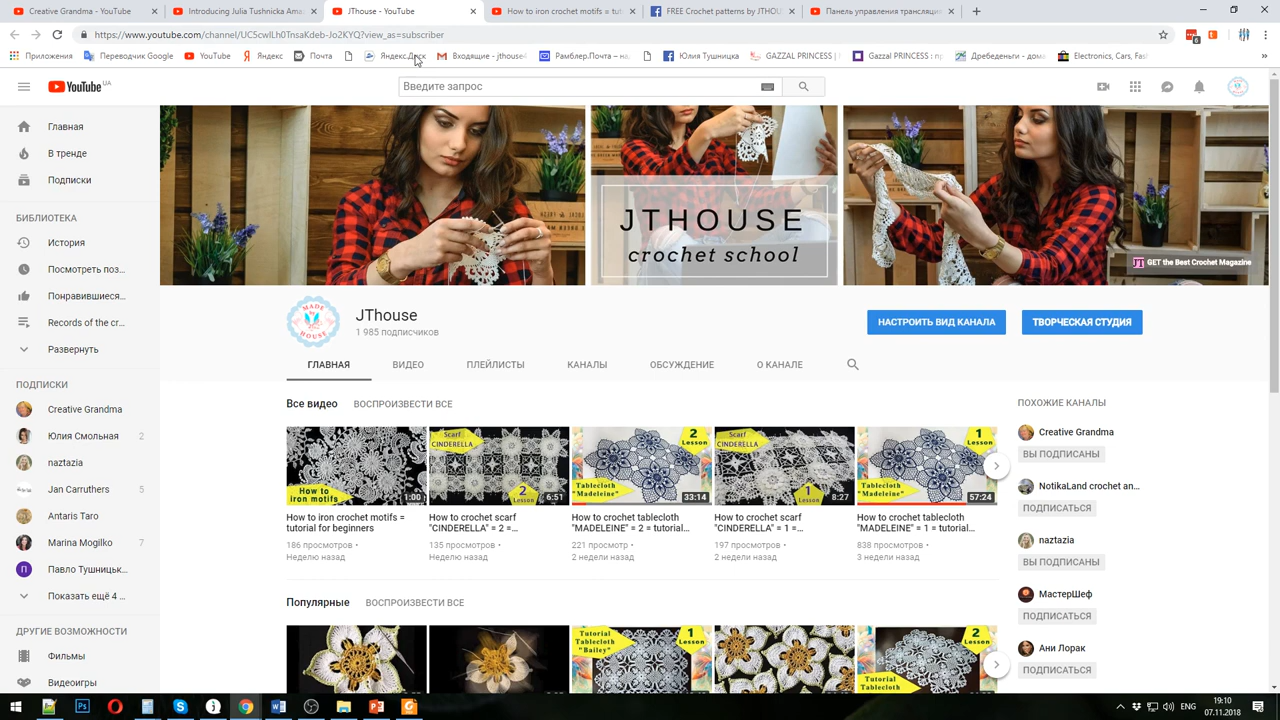 Creative Grandma - YouTube
Introducing Julia Tushnicka Ama
JThouse - YouTube
How to iron crochet motifs = tut
FREE Crochet patterns by JTHOUS
Панель управления трансляци
https://www.youtube.com/channel/UC5cwlLh0TnsaKdeb-Jo2KYQ?view_as=subscriber
Приложения
Переводчик Google
YouTube
Яндекс
Почта
Яндекс.Диск
Входящие - jthouse4
Рамблер.Почта – на
Юлия Тушницка
GAZZAL PRINCESS | Г
Gazzal PRINCESS : пр
Дребеденьги - дома
Electronics, Cars, Fas
YouTube UA
Введите запрос
Главная
В тренде
Подписки
БИБЛИОТЕКА
История
Посмотреть поз...
Понравившиеся...
Records of the cr...
Развернуть
ПОДПИСКИ
Creative Grandma
Юлия Смольная 2
naztazia
Jan Carruthers 5
Antaris Taro
Marina Mogilko 7
П Павло Тушницьк...
Показать ещё 4 ...
ДРУГИЕ ВОЗМОЖНОСТИ
Фильмы
Видеоигры
JTHOUSE
crochet school
JT GET the Best Crochet Magazine
MADE by HOUSE
JThouse
1 985 подписчиков
НАСТРОИТЬ ВИД КАНАЛА
ТВОРЧЕСКАЯ СТУДИЯ
ГЛАВНАЯ
ВИДЕО
ПЛЕЙЛИСТЫ
КАНАЛЫ
ОБСУЖДЕНИЕ
О КАНАЛЕ
Все видео
ВОСПРОИЗВЕСТИ ВСЕ
How to
iron motifs
1:00
How to iron crochet motifs =
tutorial for beginners
186 просмотров •
Неделю назад
Scarf
CINDERELLA
2
Lesson
6:51
How to crochet scarf
"CINDERELLA" = 2 =...
135 просмотров •
Неделю назад
2
Lesson
Tablecloth
"Madeleine"
33:14
How to crochet tablecloth
"MADELEINE" = 2 = tutorial...
221 просмотр •
2 недели назад
Scarf
CINDERELLA
1
Lesson
8:27
How to crochet scarf
"CINDERELLA" = 1 =...
197 просмотров •
2 недели назад
1
Lesson
Tablecloth
"Madeleine"
57:24
How to crochet tablecloth
"MADELEINE" = 1 = tutorial...
838 просмотров •
3 недели назад
Популярные
ВОСПРОИЗВЕСТИ ВСЕ
Tutorial
Tablecloth
"Bailey"
1
Lesson
2
Lesson
Tutorial
Tablecloth
ПОХОЖИЕ КАНАЛЫ
Creative Grandma
ВЫ ПОДПИСАНЫ
NotikaLand crochet an...
ПОДПИСАТЬСЯ
naztazia
ВЫ ПОДПИСАНЫ
МастерШеф
ПОДПИСАТЬСЯ
Ани Лорак
ПОДПИСАТЬСЯ
ENG
19:10
07.11.2018